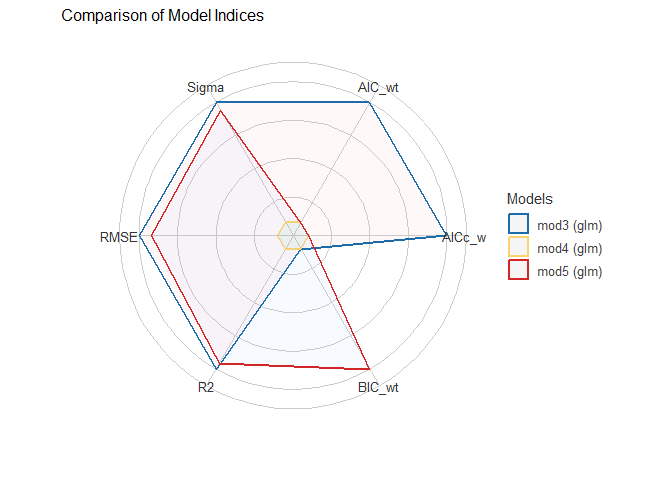 Comparison of Model Indices
Sigma
AIC_wt
Models
mod3 (glm)
RMSE
AICc_w
mod4 (glm)
mod5 (glm)
R2
BIC_wt